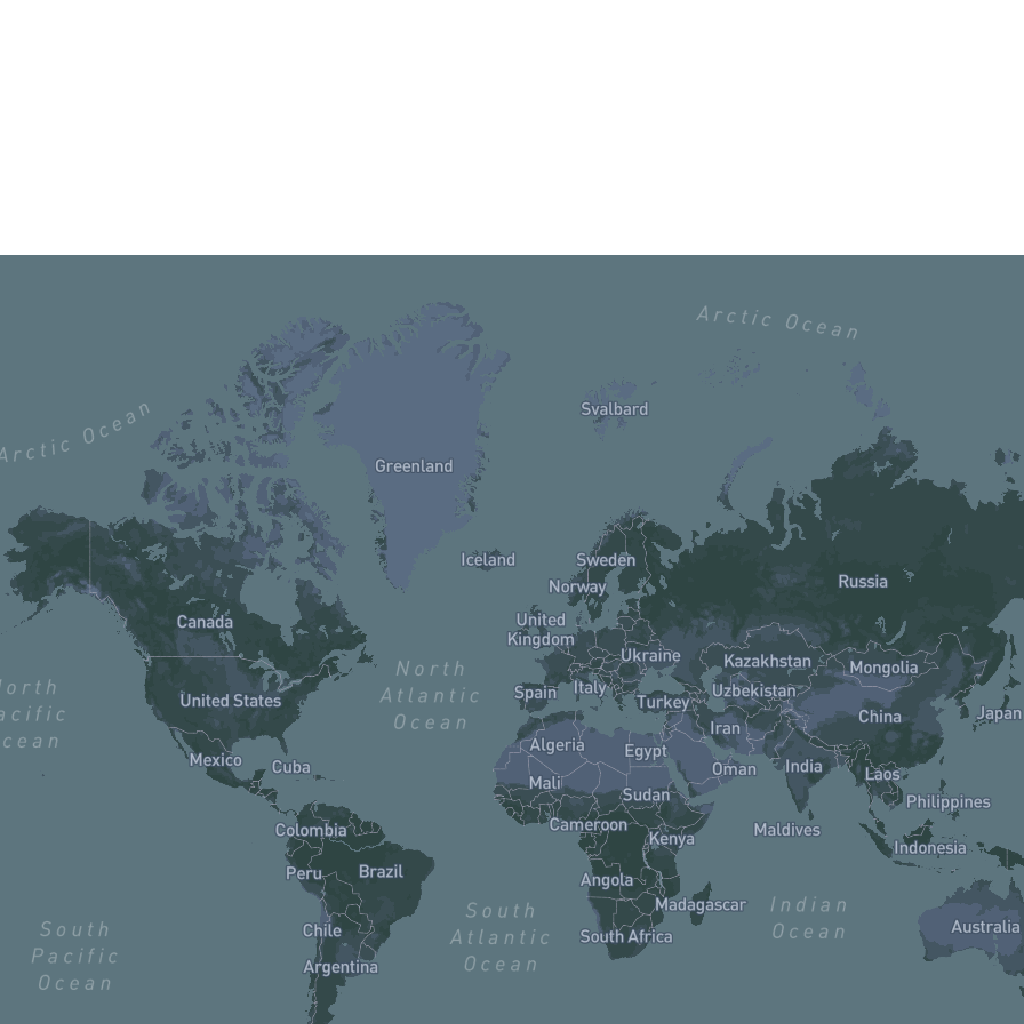 Arctic Ocean
Arctic Ocean
Svalbard
Greenland
Iceland
Sweden
Norway
Russia
Canada
United
Kingdom
Ukraine
Kazakhstan
Mongolia
North
Atlantic
Ocean
United States
Spain
Italy
Uzbekistan
Turkey
China
Japan
Iran
Algeria
Egypt
Mexico
Cuba
Oman
India
Laos
Mali
Sudan
Philippines
Colombia
Cameroon
Kenya
Maldives
Indonesia
Peru
Brazil
Angola
Madagascar
South
Atlantic
Ocean
Indian
Ocean
Chile
South Africa
Australia
South
Pacific
Ocean
Argentina
orth
acific
cean